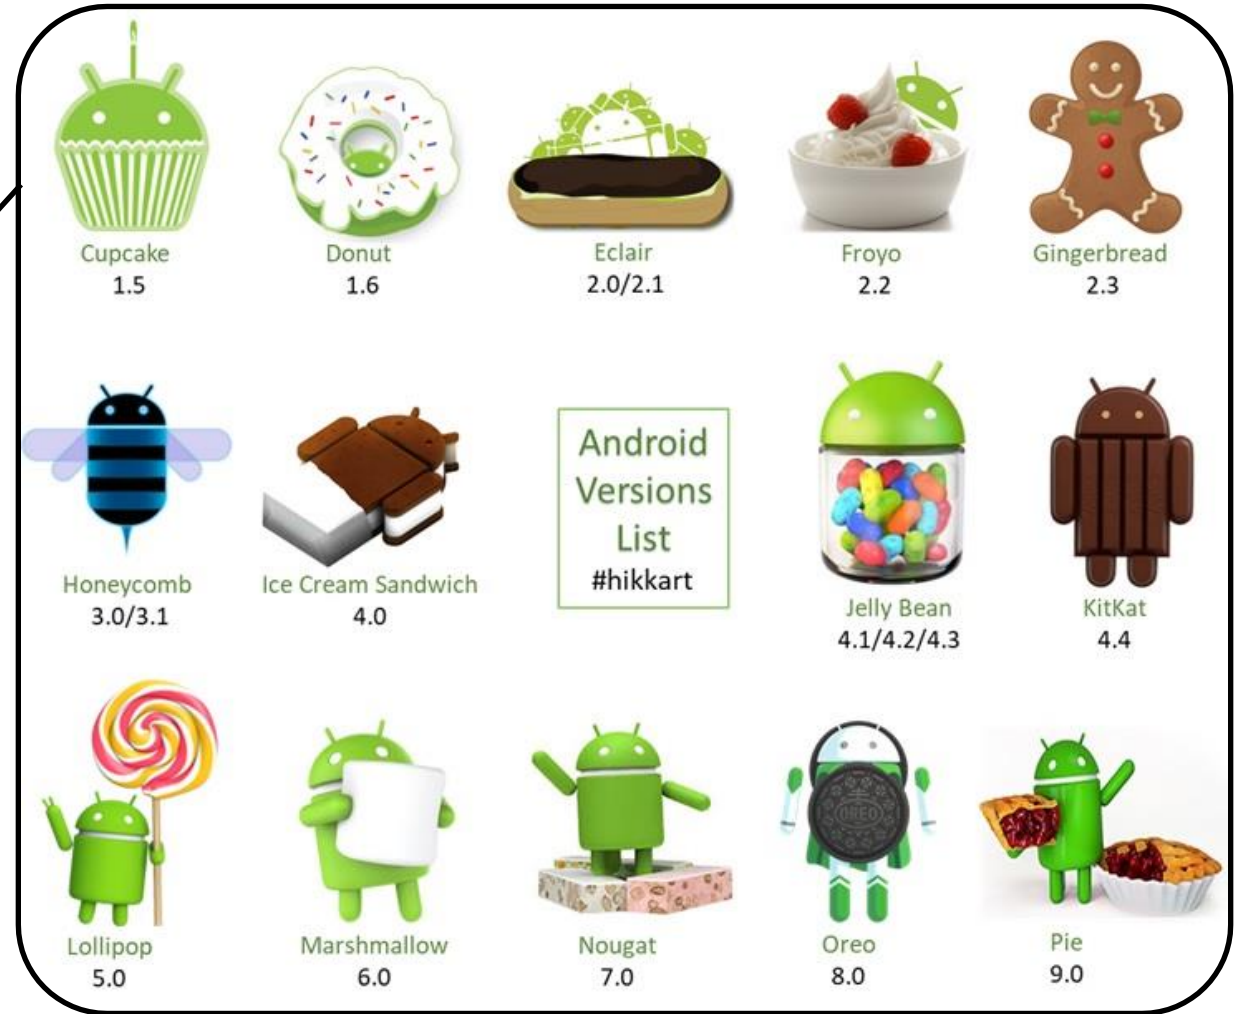 Cupcake
1.5
Donut
1.6
Eclair
2.0/2.1
Froyo
2.2
Gingerbread
2.3
Honeycomb
3.0/3.1
Ice Cream Sandwich
4.0
Android
Versions
List
#hikkart
Jelly Bean
4.1/4.2/4.3
KitKat
4.4
Lollipop
5.0
Marshmallow
6.0
Nougat
7.0
OREO
Oreo
8.0
Pie
9.0